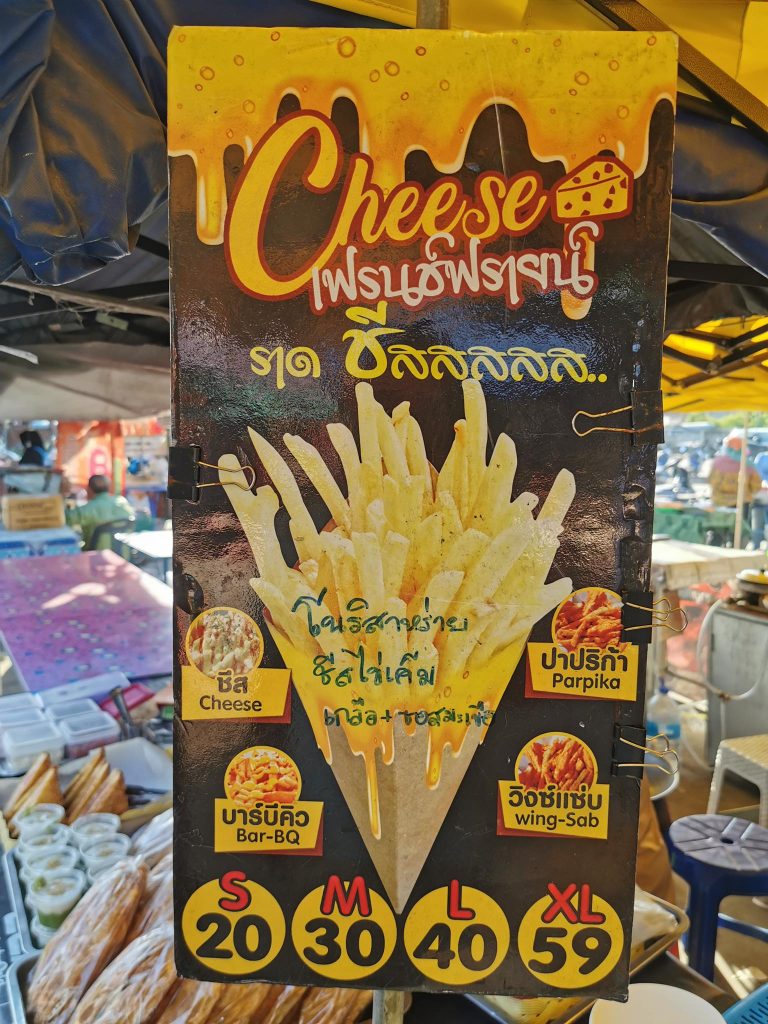 Cheese
เฟรนช์ฟรายน์
ราด ชีสสสสสส..
โนริสาหร่าย
ชีสไข่เค็ม
เกลือ+ซอสมะเขือ
ชีส
Cheese
ปาปริก้า
Parpika
บาร์บีคิว
Bar-BQ
วิงซ์แซ่บ
wing-Sab
S M L XL
20 30 40 59